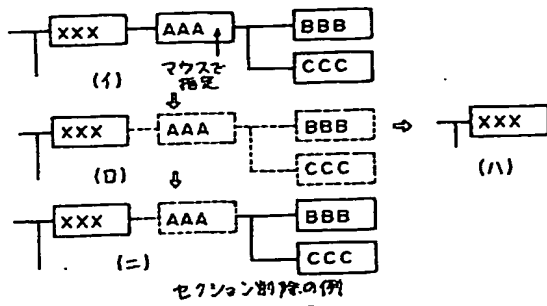 XXX AAA BBB
CCC
マウスで
指定
(イ)
⇩
XXX AAA BBB ⇨ XXX
CCC
(ロ) (ハ)
⇩
XXX AAA BBB
CCC
(ニ)
セクション削除の例